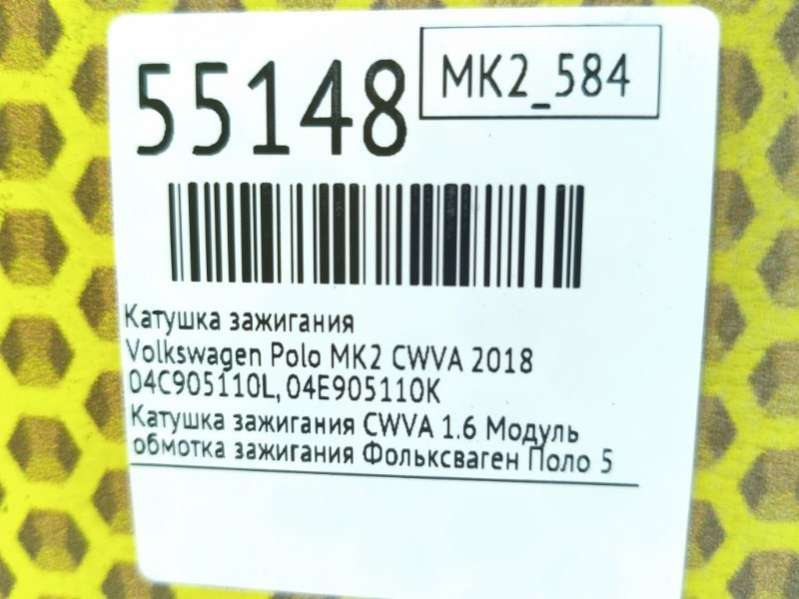 55148
MK2_584
Катушка зажигания
Volkswagen Polo MK2 CWVA 2018
04C905110L, 04E905110K
Катушка зажигания CWVA 1.6 Модуль
обмотка зажигания Фольксваген Поло 5